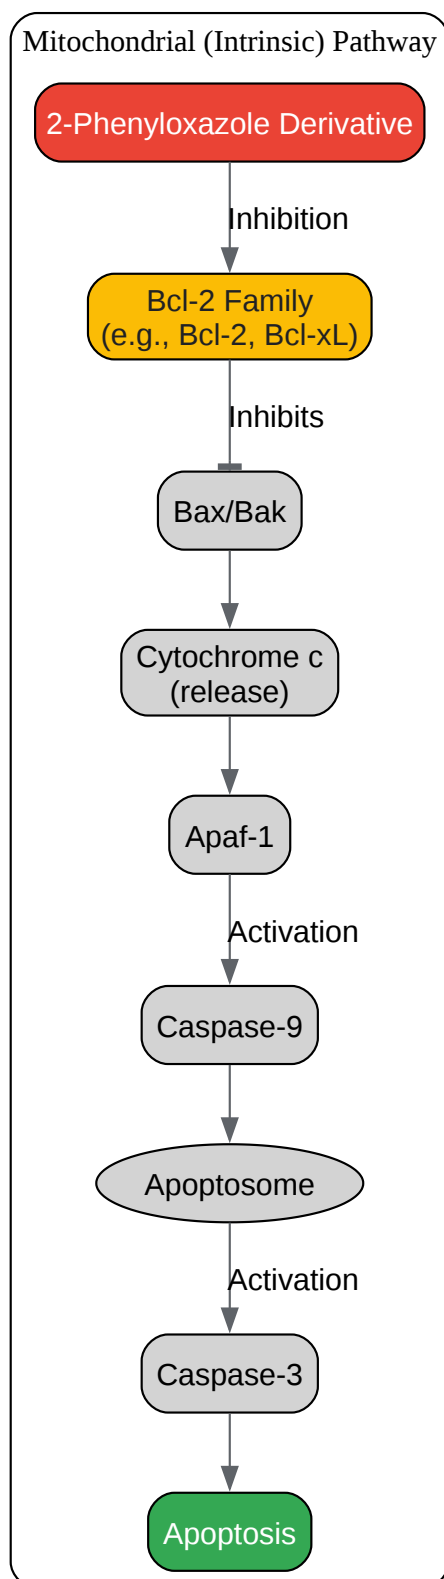 Mitochondrial (Intrinsic) Pathway
2-Phenyloxazole Derivative
Inhibition
Bcl-2 Family
(e.g., Bcl-2, Bcl-xL)
Inhibits
Bax/Bak
Cytochrome c
(release)
Apaf-1
Activation
Caspase-9
Apoptosome
Activation
Caspase-3
Apoptosis